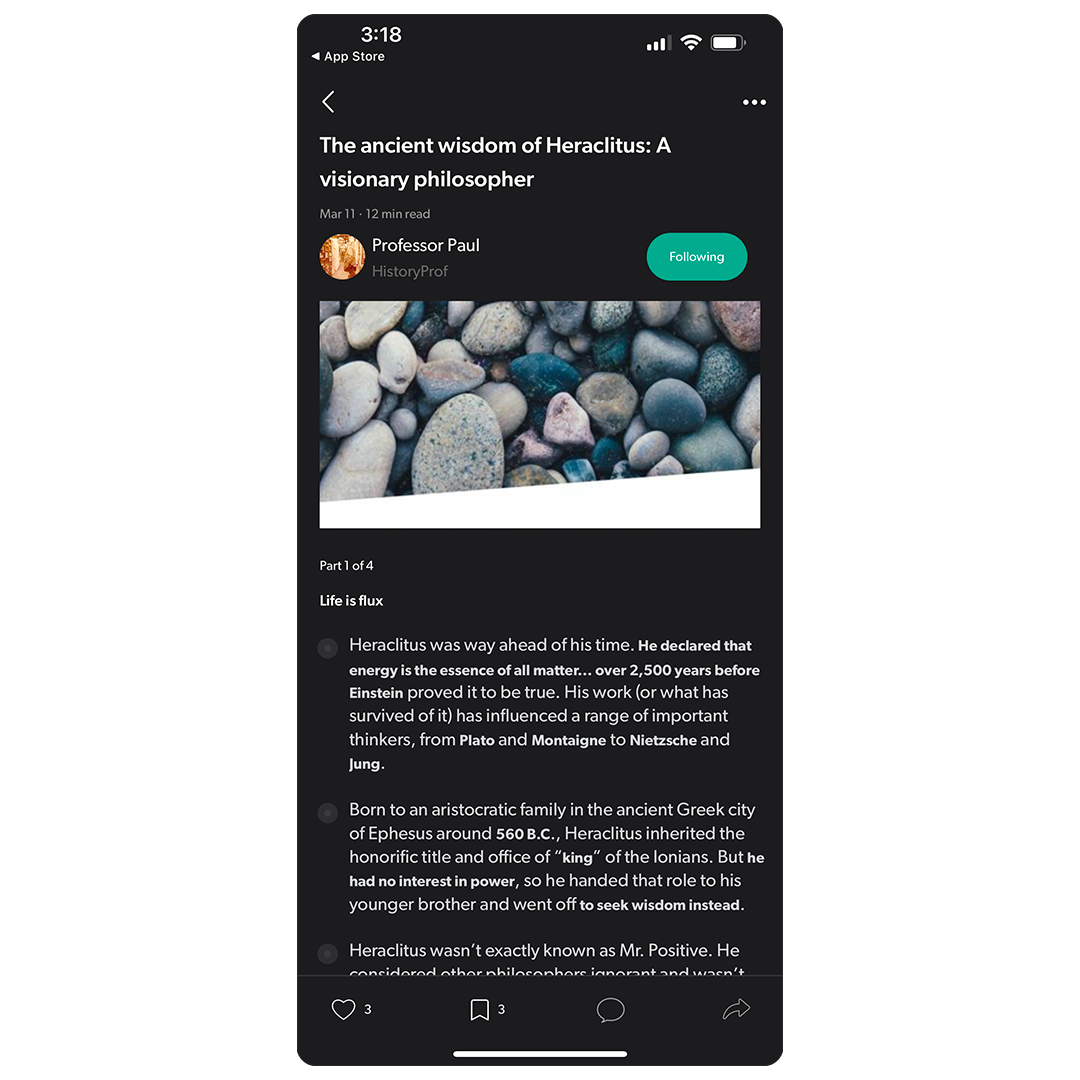 3:18
◀ App Store
The ancient wisdom of Heraclitus: A
visionary philosopher
Mar 11 · 12 min read
Professor Paul
HistoryProf
Following
Part 1 of 4
Life is flux
Heraclitus was way ahead of his time. He declared that
energy is the essence of all matter... over 2,500 years before
Einstein proved it to be true. His work (or what has
survived of it) has influenced a range of important
thinkers, from Plato and Montaigne to Nietzsche and
Jung.
Born to an aristocratic family in the ancient Greek city
of Ephesus around 560 B.C., Heraclitus inherited the
honorific title and office of “king” of the Ionians. But he
had no interest in power, so he handed that role to his
younger brother and went off to seek wisdom instead.
Heraclitus wasn’t exactly known as Mr. Positive. He
considered other philosophers ignorant and wasn’t
3
3